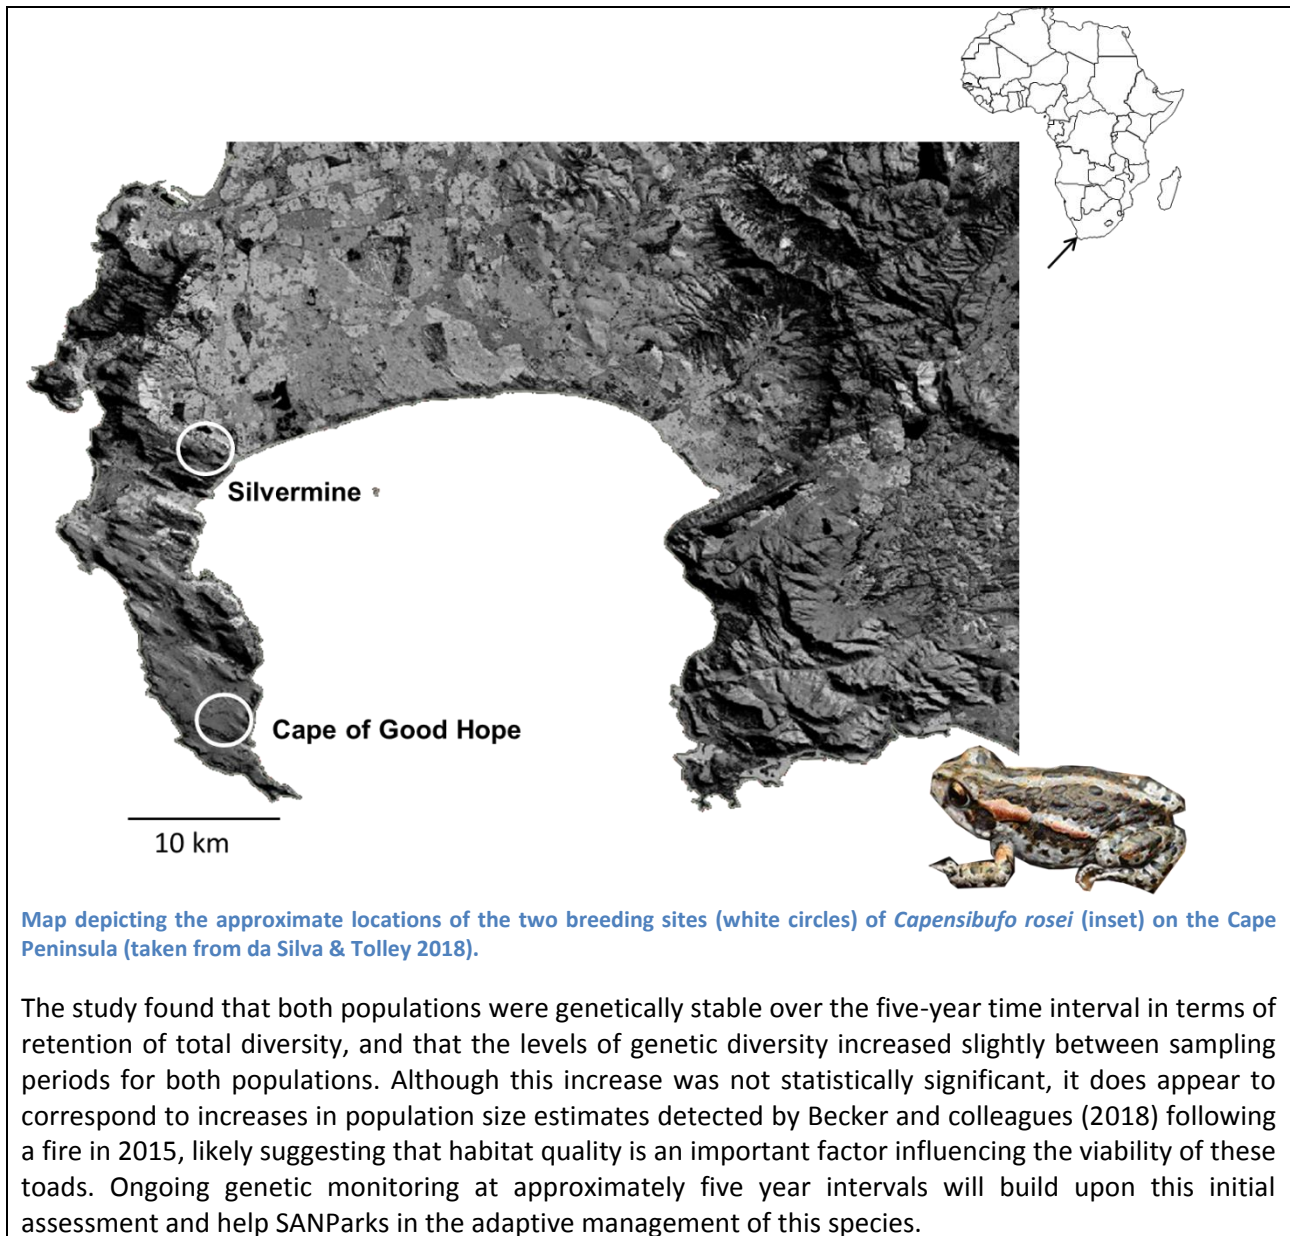 Silvermine
Cape of Good Hope
10 km
Map depicting the approximate locations of the two breeding sites (white circles) of Capensibufo rosei (inset) on the Cape
Peninsula (taken from da Silva & Tolley 2018).
The study found that both populations were genetically stable over the five-year time interval in terms of
retention of total diversity, and that the levels of genetic diversity increased slightly between sampling
periods for both populations. Although this increase was not statistically significant, it does appear to
correspond to increases in population size estimates detected by Becker and colleagues (2018) following
a fire in 2015, likely suggesting that habitat quality is an important factor influencing the viability of these
toads. Ongoing genetic monitoring at approximately five year intervals will build upon this initial
assessment and help SANParks in the adaptive management of this species.